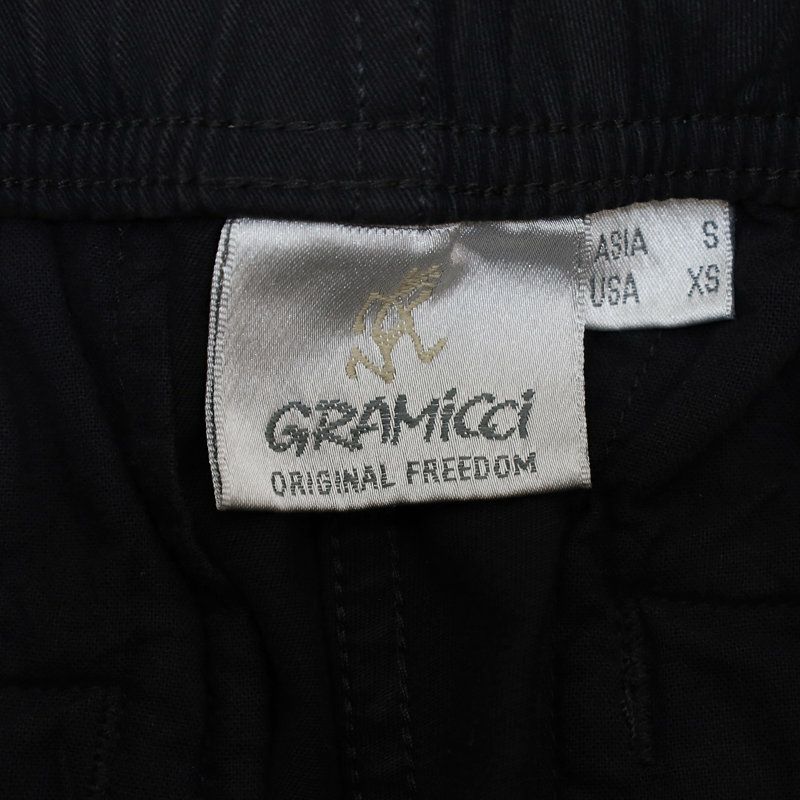 GRAMiCCi
ORIGINAL FREEDOM
ASIA S
USA XS